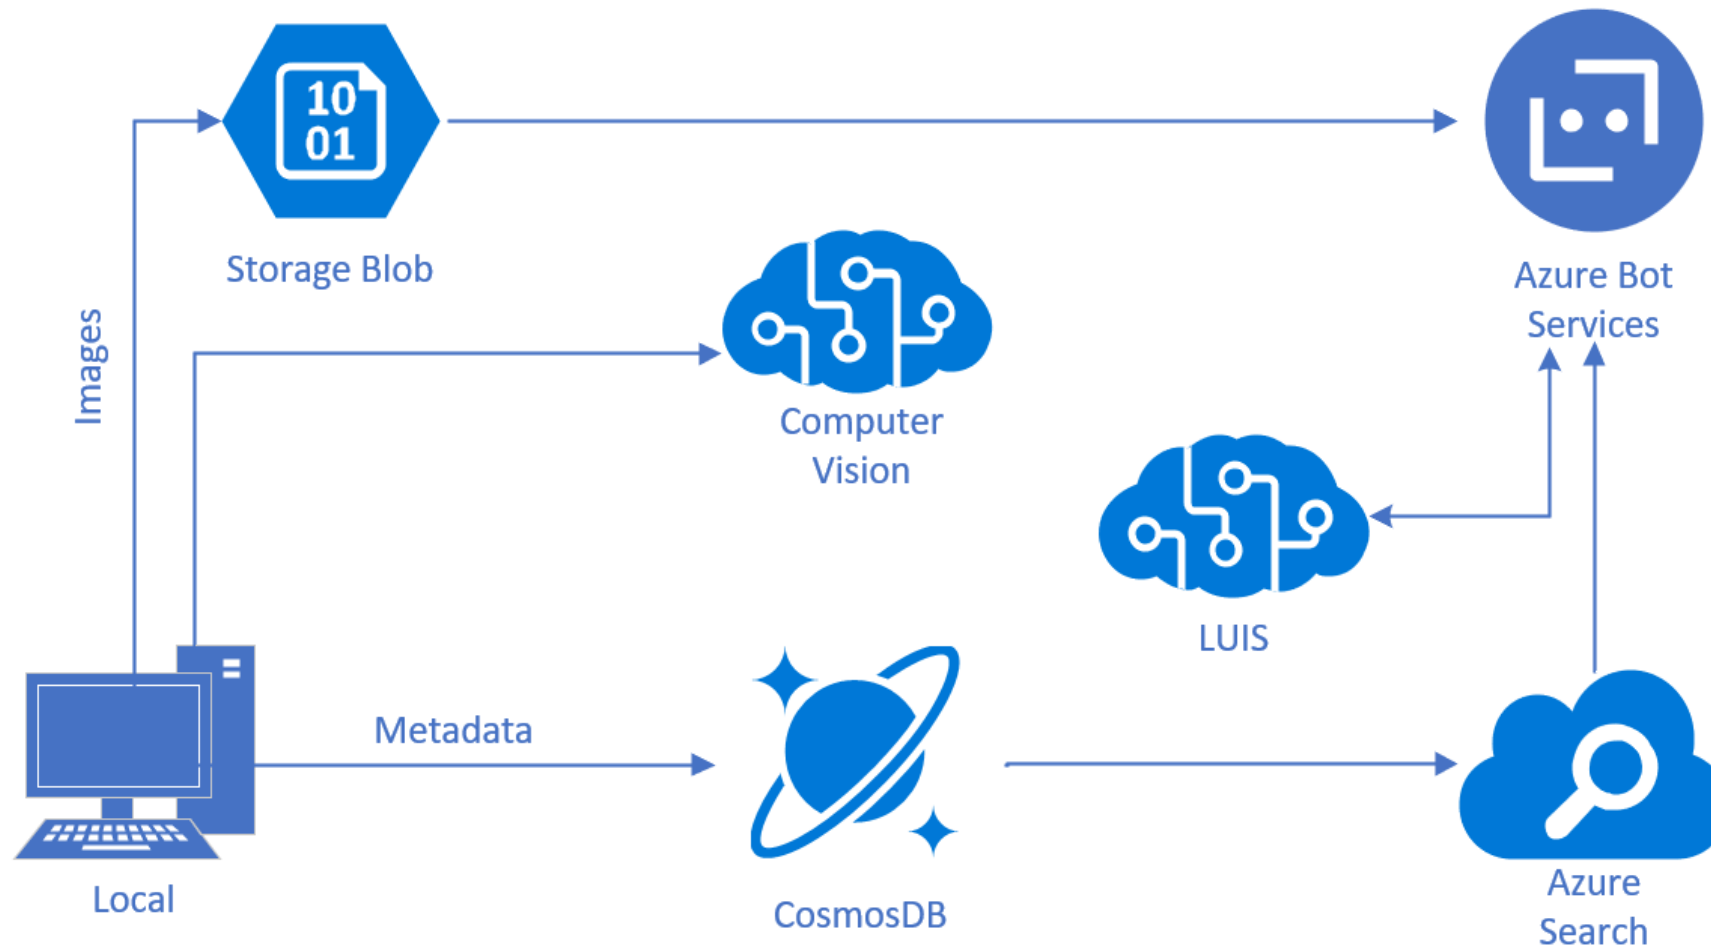 10
01
Storage Blob
Azure Bot
Services
Images
Computer
Vision
LUIS
Metadata
Local
CosmosDB
Azure
Search